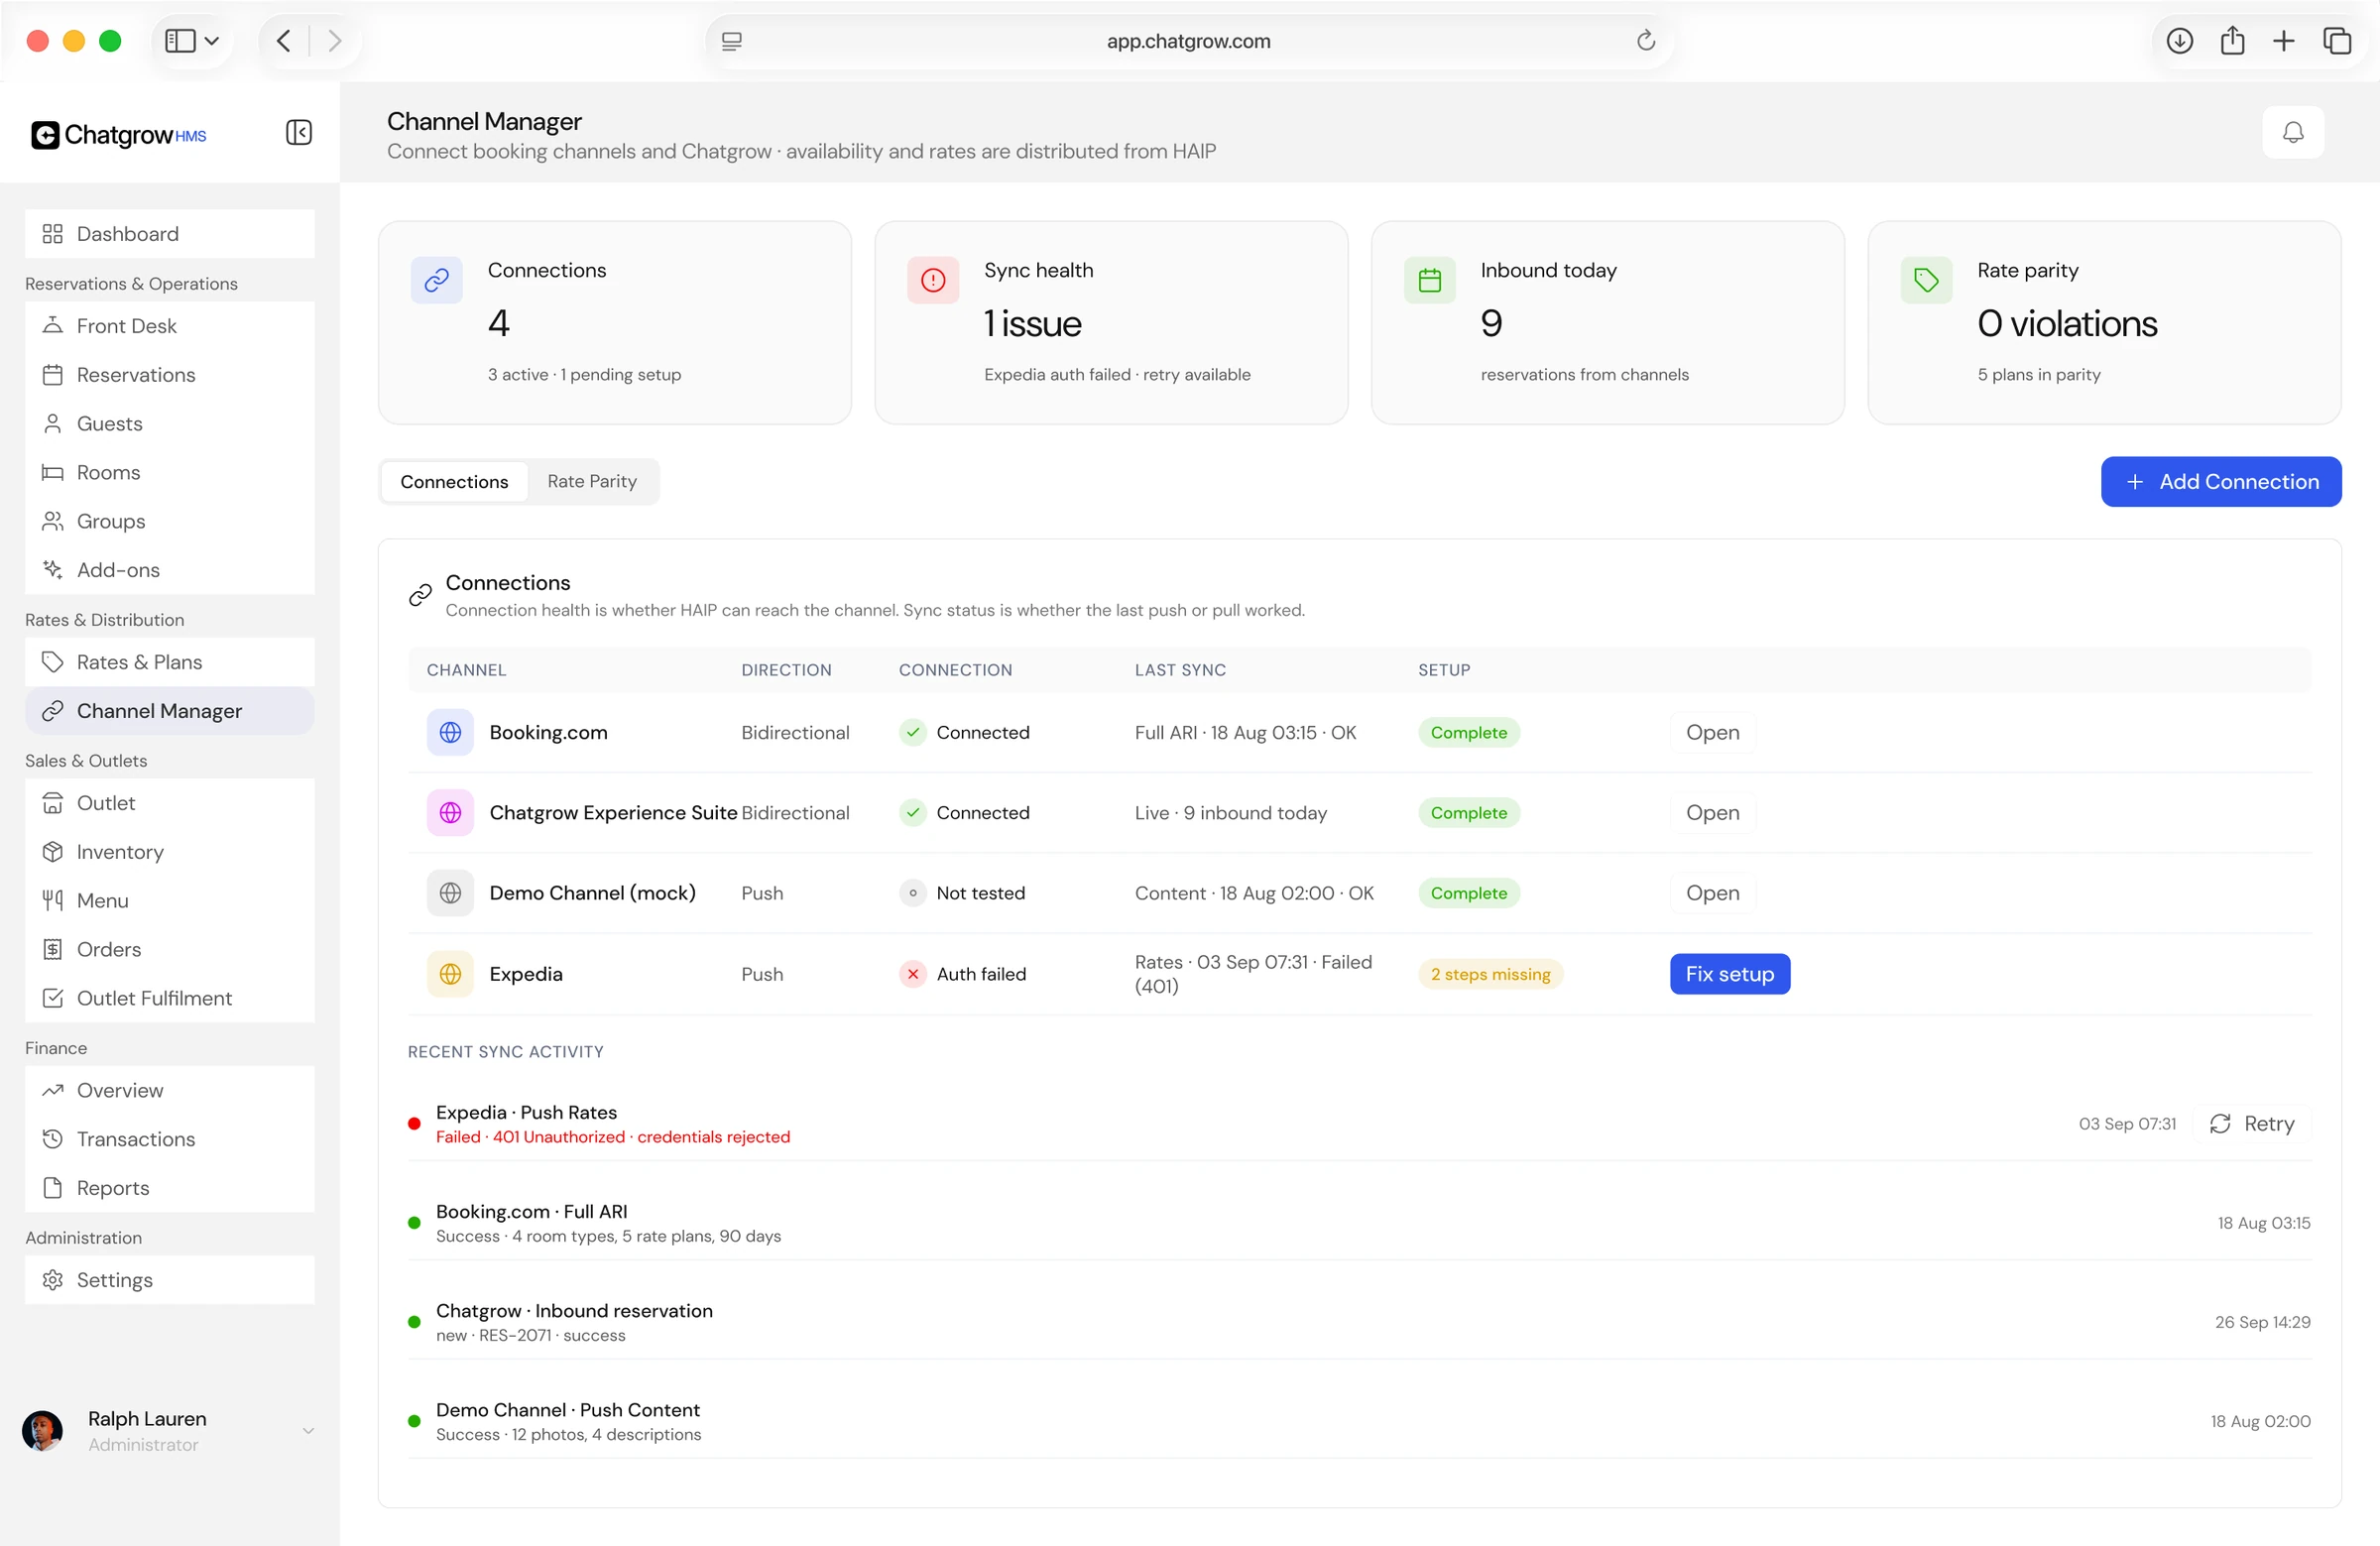 app.chatgrow.com
Chatgrow HMS
Channel Manager
Connect booking channels and Chatgrow · availability and rates are distributed from HAIP
Dashboard
Reservations & Operations
Front Desk
Reservations
Guests
Rooms
Groups
Add-ons
Rates & Distribution
Rates & Plans
Channel Manager
Sales & Outlets
Outlet
Inventory
Menu
Orders
Outlet Fulfilment
Finance
Overview
Transactions
Reports
Administration
Settings
Ralph Lauren
Administrator
Connections
4
3 active · 1 pending setup
Sync health
1 issue
Expedia auth failed · retry available
Inbound today
9
reservations from channels
Rate parity
0 violations
5 plans in parity
Connections Rate Parity
+ Add Connection
Connections
Connection health is whether HAIP can reach the channel. Sync status is whether the last push or pull worked.
CHANNEL DIRECTION CONNECTION LAST SYNC SETUP
Booking.com Bidirectional Connected Full ARI · 18 Aug 03:15 · OK Complete Open
Chatgrow Experience Suite Bidirectional Connected Live · 9 inbound today Complete Open
Demo Channel (mock) Push Not tested Content · 18 Aug 02:00 · OK Complete Open
Expedia Push Auth failed Rates · 03 Sep 07:31 · Failed (401) 2 steps missing Fix setup
RECENT SYNC ACTIVITY
Expedia · Push Rates
Failed · 401 Unauthorized · credentials rejected
03 Sep 07:31 Retry
Booking.com · Full ARI
Success · 4 room types, 5 rate plans, 90 days
18 Aug 03:15
Chatgrow · Inbound reservation
new · RES-2071 · success
26 Sep 14:29
Demo Channel · Push Content
Success · 12 photos, 4 descriptions
18 Aug 02:00